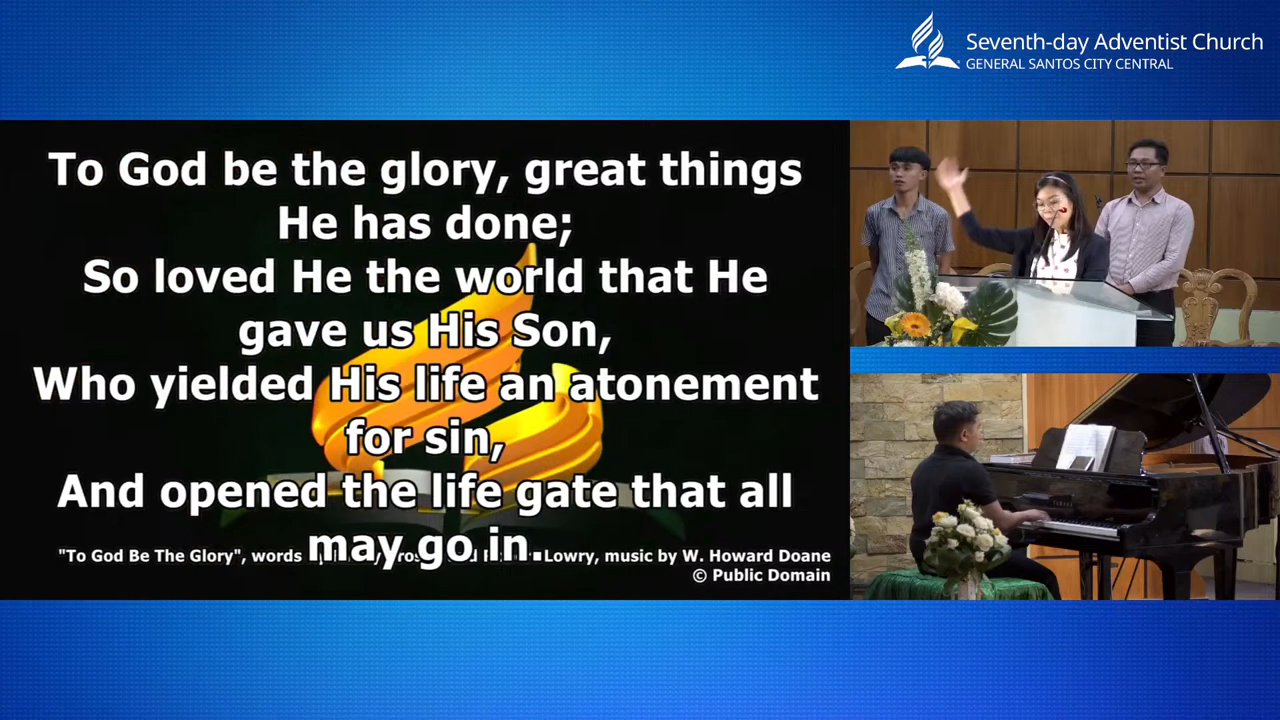 Seventh-day Adventist Church
GENERAL SANTOS CITY CENTRAL
To God be the glory, great things
He has done;
So loved He the world that He
gave us His Son,
Who yielded His life an atonement
for sin,
And opened the life gate that all
may go in.
"To God Be The Glory", words Lowry, music by W. Howard Doane
© Public Domain
YAMAHA